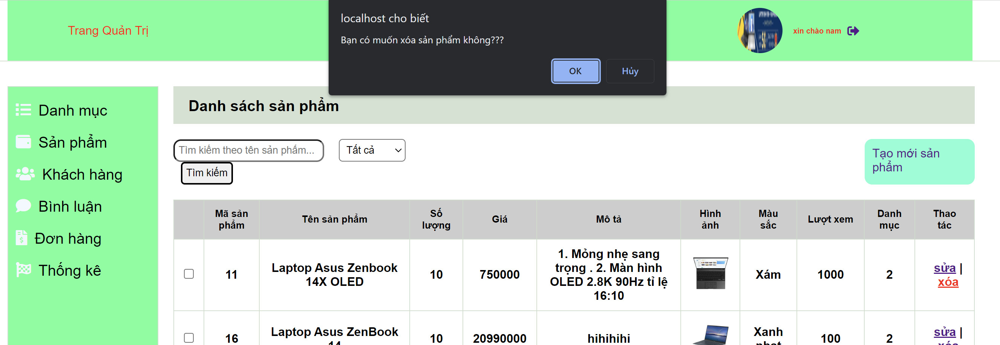 Trang Quản Trị
localhost cho biết
Bạn có muốn xóa sản phẩm không???
OK
Hủy
xin chào nam
Danh mục
Sản phẩm
Khách hàng
Bình luận
Đơn hàng
Thống kê
Danh sách sản phẩm
Tìm kiếm theo tên sản phẩm...
Tất cả
Tìm kiếm
Tạo mới sản
phẩm
Mã sản
phẩm
Tên sản phẩm
Số
lượng
Giá
Mô tả
Hình
ảnh
Màu
sắc
Lượt xem
Danh
mục
Thao
tác
11
Laptop Asus Zenbook
14X OLED
10
750000
1. Mỏng nhẹ sang
trọng . 2. Màn hình
OLED 2.8K 90Hz tỉ lệ
16:10
Xám
1000
2
sửa |
xóa
16
Laptop Asus ZenBook
14
10
20990000
hihihihi
Xanh
100
2
sửa |